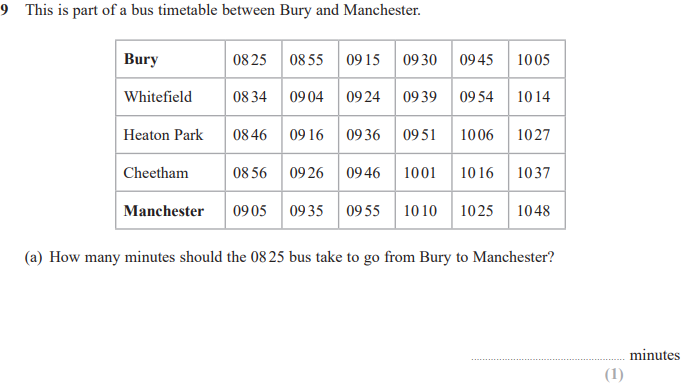 9 This is part of a bus timetable between Bury and Manchester.
Bury 08 25 08 55 09 15 09 30 09 45 10 05
Whitefield 08 34 09 04 09 24 09 39 09 54 10 14
Heaton Park 08 46 09 16 09 36 09 51 10 06 10 27
Cheetham 08 56 09 26 09 46 10 01 10 16 10 37
Manchester 09 05 09 35 09 55 10 10 10 25 10 48
(a) How many minutes should the 08 25 bus take to go from Bury to Manchester?
minutes
(1)